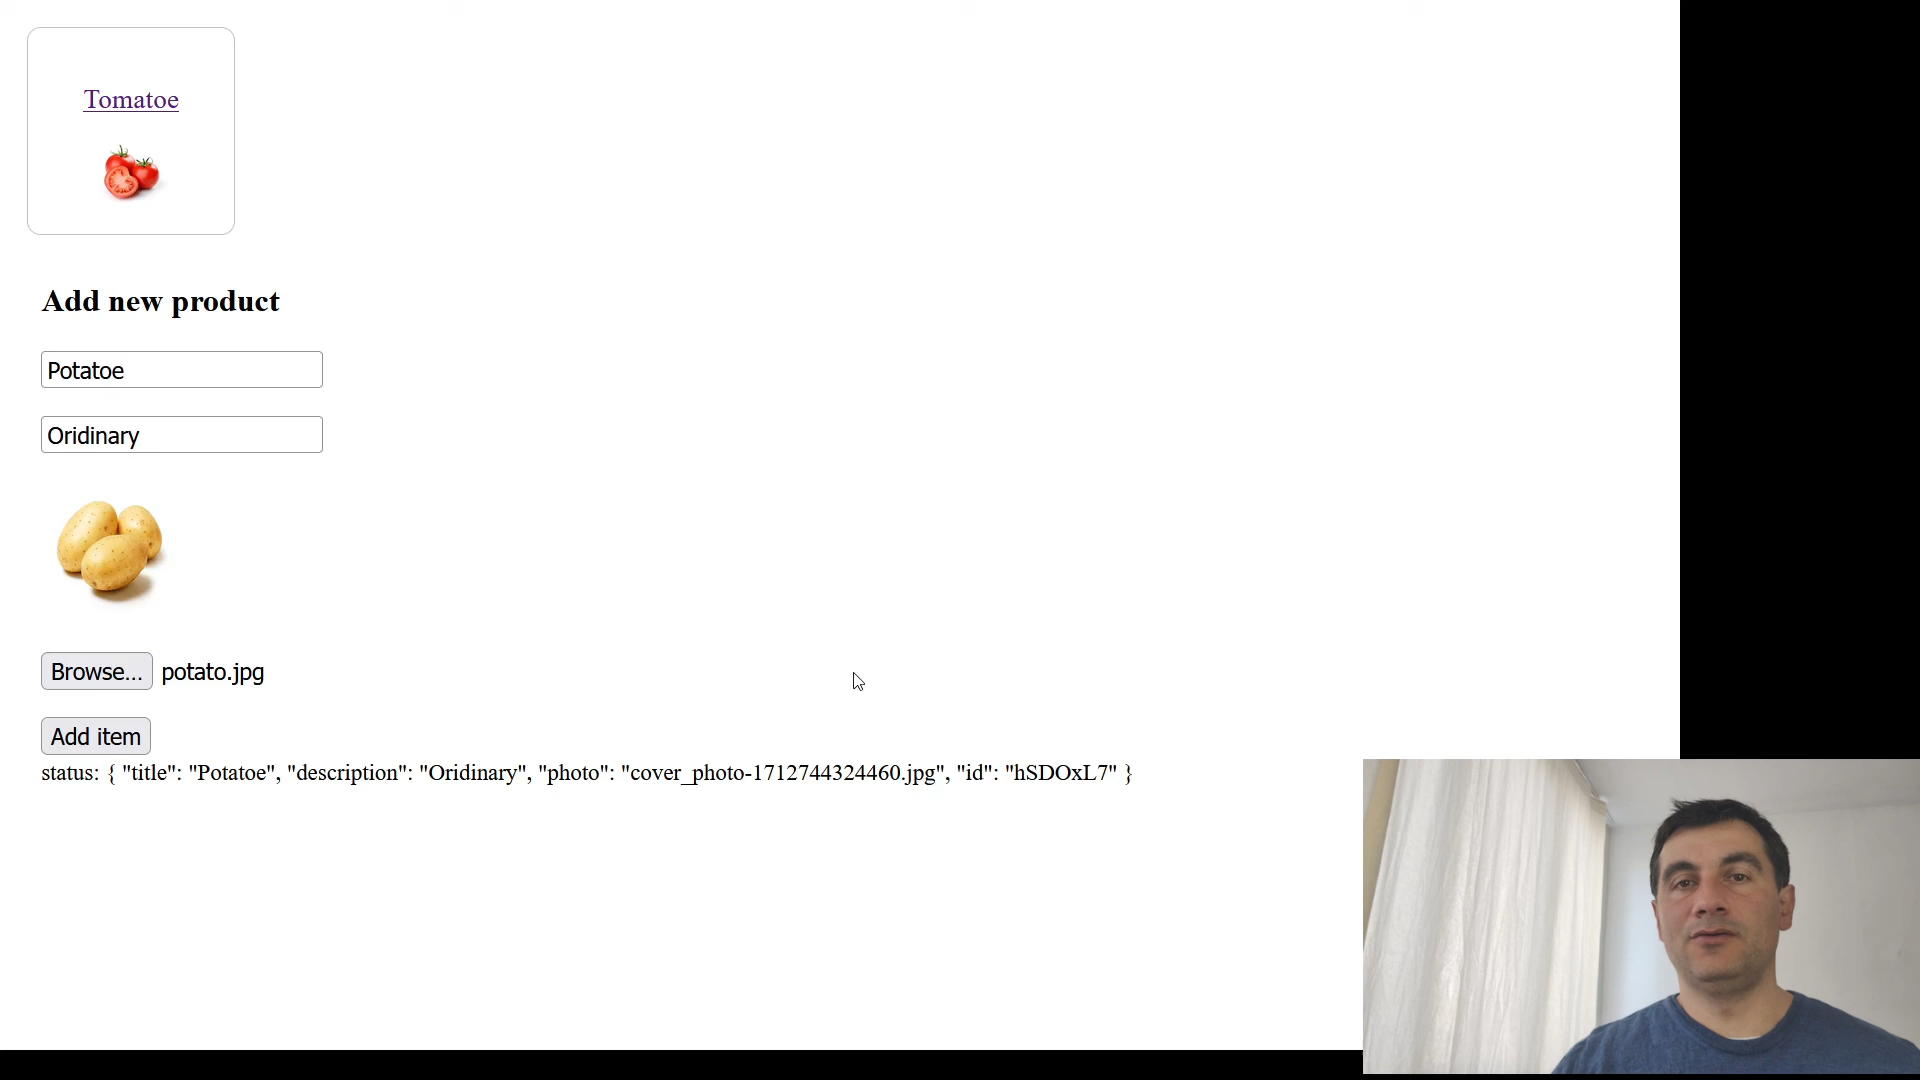 Tomatoe
Add new product
Potatoe
Oridinary
Browse... potato.jpg
Add item
status: { "title": "Potatoe", "description": "Oridinary", "photo": "cover_photo-1712744324460.jpg", "id": "hSDOxL7" }